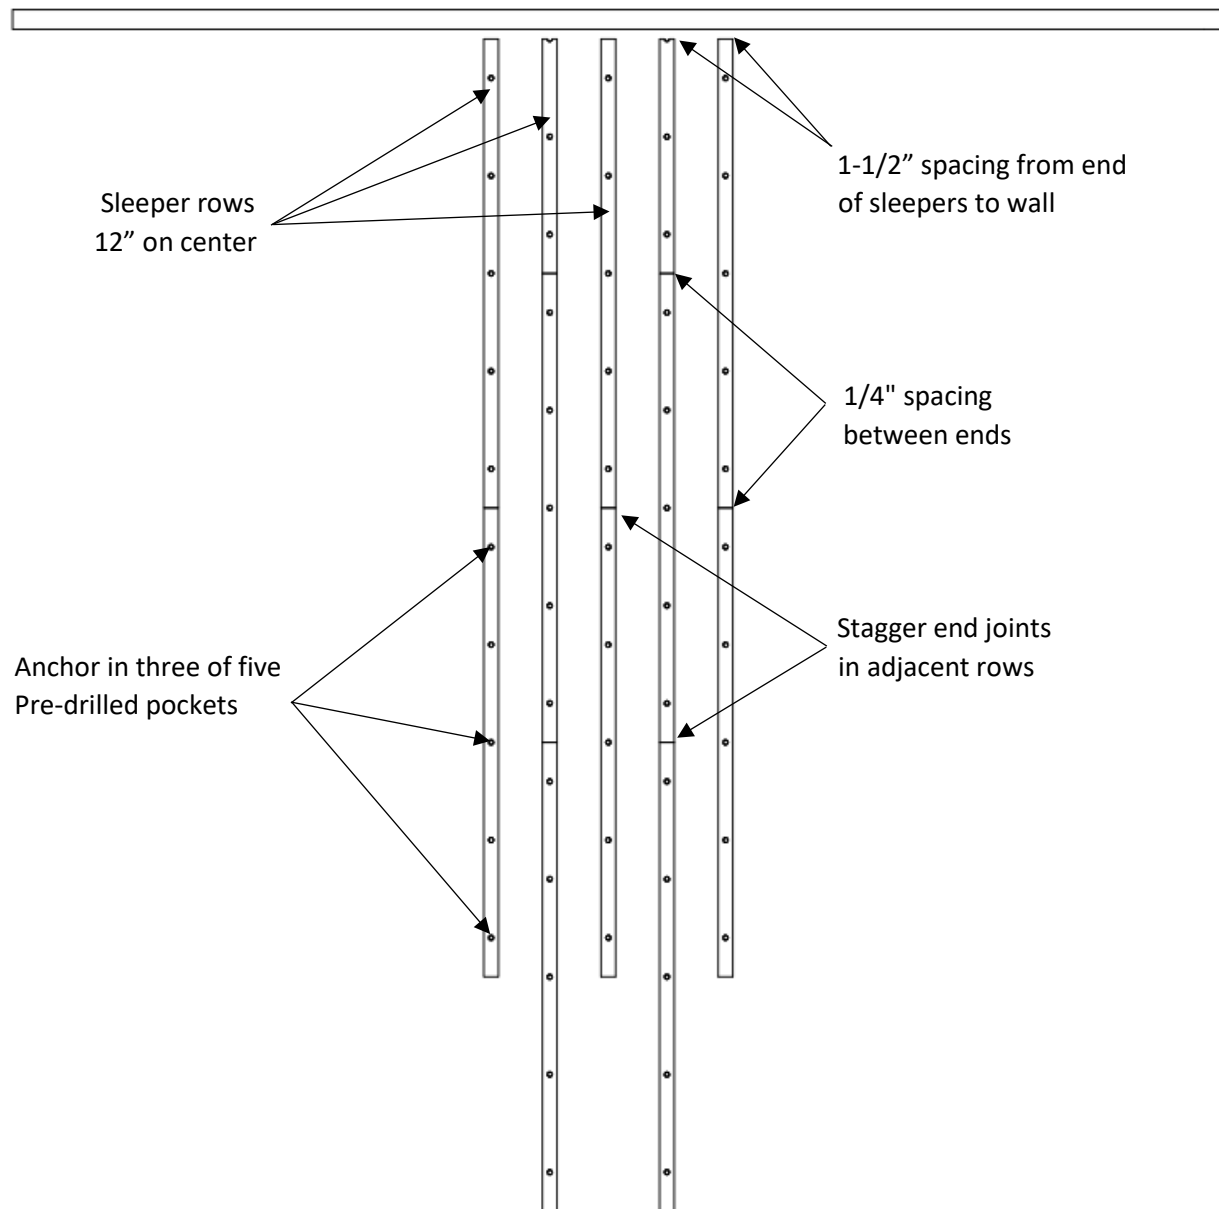 1-1/2” spacing from end
of sleepers to wall
Sleeper rows
12” on center
1/4" spacing
between ends
Stagger end joints
in adjacent rows
Anchor in three of five
Pre-drilled pockets